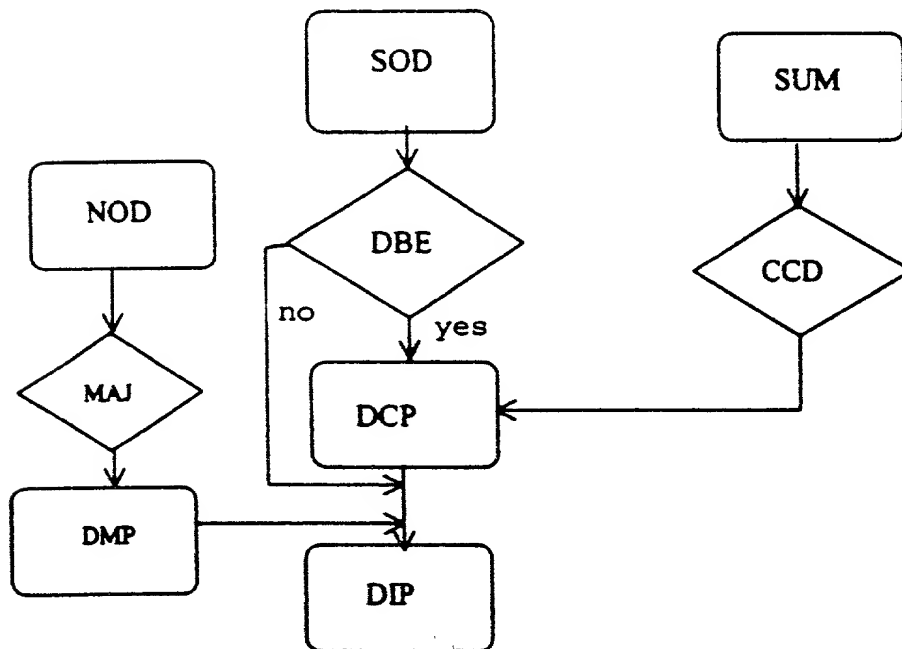 SOD
SUM
NOD
DBE
CCD
no
yes
MAJ
DCP
DMP
DIP